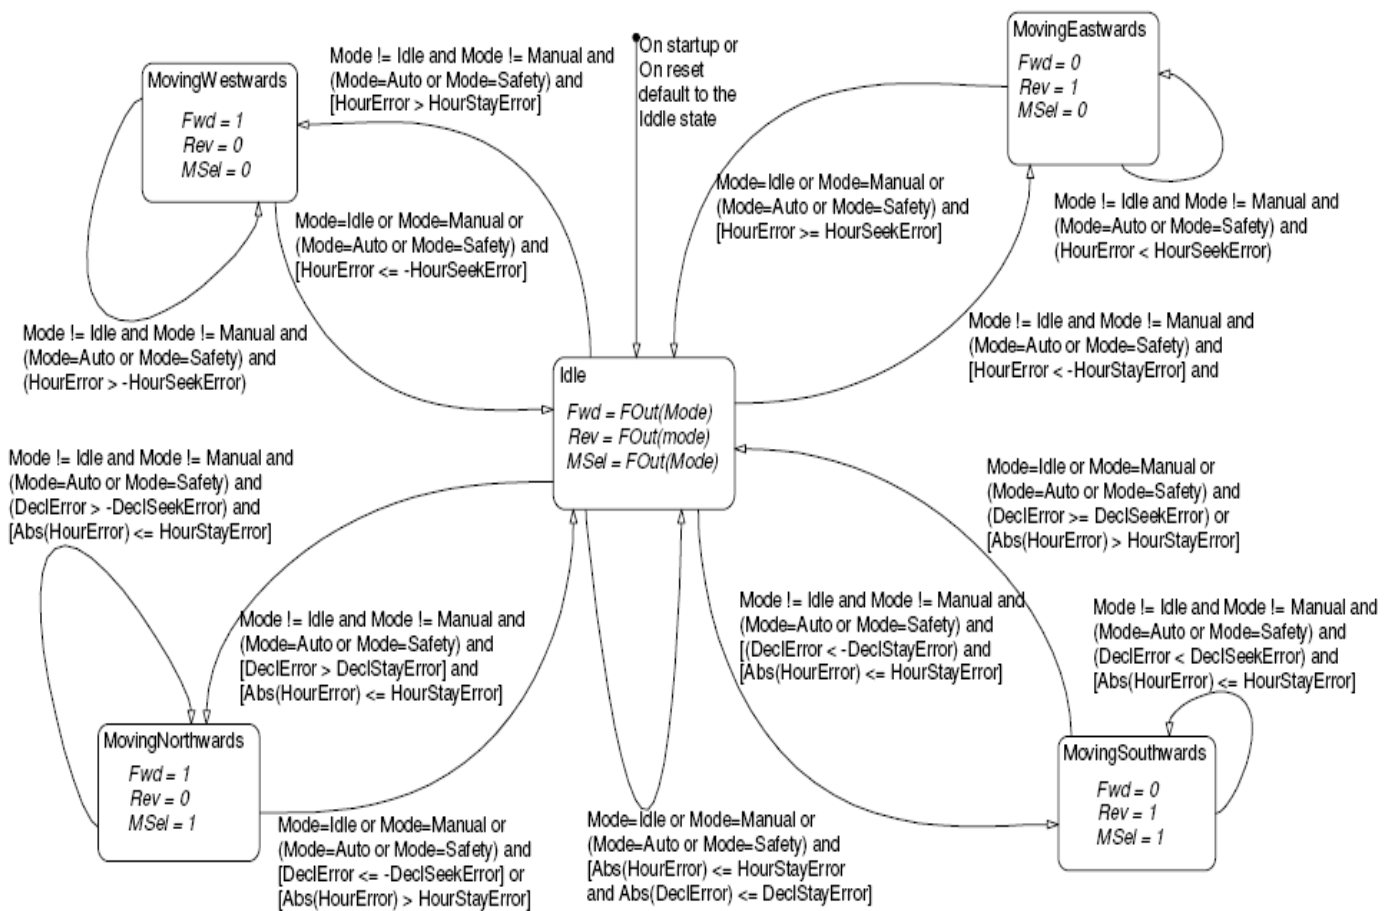 MovingWestwards
Fwd = 1
Rev = 0
MSel = 0
Mode != Idle and Mode != Manual and
(Mode=Auto or Mode=Safety) and
[HourError > HourStayError]
On startup or
On reset
default to the
Iddle state
MovingEastwards
Fwd = 0
Rev = 1
MSel = 0
Mode=Idle or Mode=Manual or
(Mode=Auto or Mode=Safety) and
[HourError >= HourSeekError]
Mode != Idle and Mode != Manual and
(Mode=Auto or Mode=Safety) and
(HourError < HourSeekError)
Mode=Idle or Mode=Manual or
(Mode=Auto or Mode=Safety) and
[HourError <= -HourSeekError]
Mode != Idle and Mode != Manual and
(Mode=Auto or Mode=Safety) and
(HourError > -HourSeekError)
Mode != Idle and Mode != Manual and
(Mode=Auto or Mode=Safety) and
[HourError < -HourStayError] and
Idle
Fwd = FOut(Mode)
Rev = FOut(mode)
MSel = FOut(Mode)
Mode != Idle and Mode != Manual and
(Mode=Auto or Mode=Safety) and
(DeclError > -DeclSeekError) and
[Abs(HourError) <= HourStayError]
Mode=Idle or Mode=Manual or
(Mode=Auto or Mode=Safety) and
(DeclError >= DeclSeekError) or
[Abs(HourError) > HourStayError]
Mode != Idle and Mode != Manual and
(Mode=Auto or Mode=Safety) and
[DeclError > DeclStayError] and
[Abs(HourError) <= HourStayError]
Mode != Idle and Mode != Manual and
(Mode=Auto or Mode=Safety) and
[(DeclError < -DeclStayError) and
[Abs(HourError) <= HourStayError]
Mode != Idle and Mode != Manual and
(Mode=Auto or Mode=Safety) and
(DeclError < DeclSeekError) and
[Abs(HourError) <= HourStayError]
MovingNorthwards
Fwd = 1
Rev = 0
MSel = 1
MovingSouthwards
Fwd = 0
Rev = 1
MSel = 1
Mode=Idle or Mode=Manual or
(Mode=Auto or Mode=Safety) and
[DeclError <= -DeclSeekError] or
[Abs(HourError) > HourStayError]
Mode=Idle or Mode=Manual or
(Mode=Auto or Mode=Safety) and
[Abs(HourError) <= HourStayError
and Abs(DeclError) <= DeclStayError]